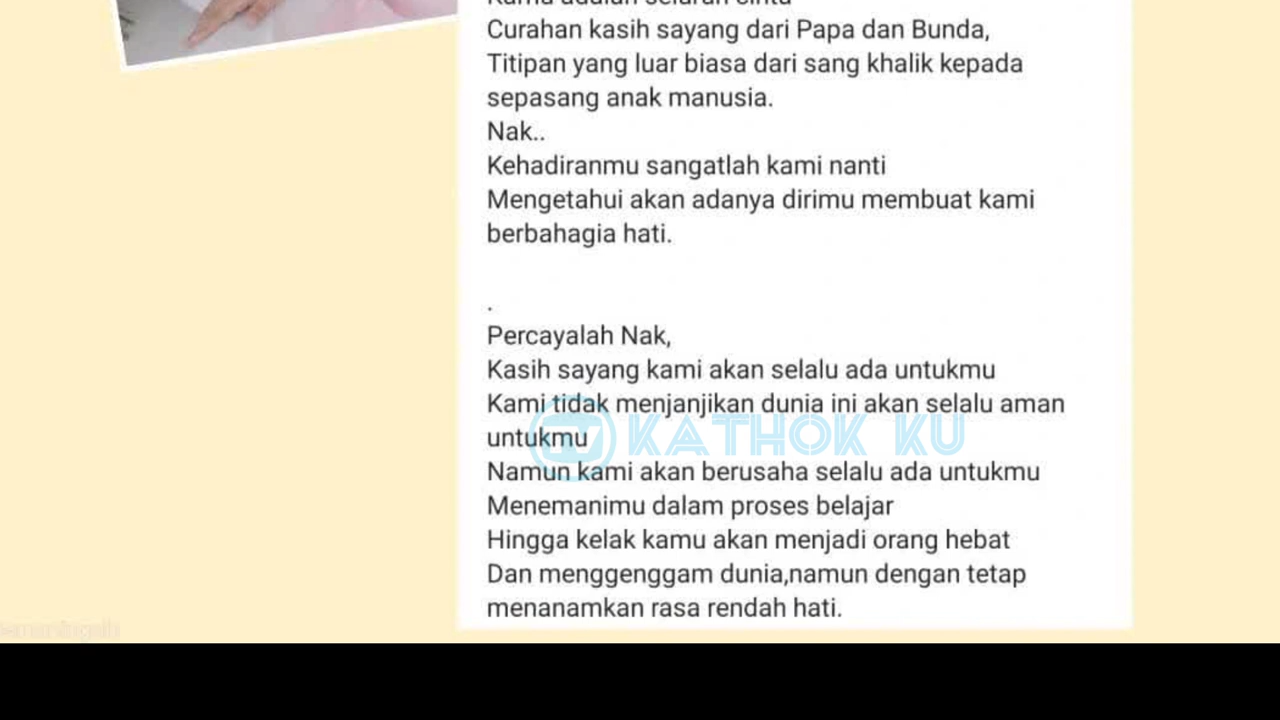 Curahan kasih sayang dari Papa dan Bunda,
Titipan yang luar biasa dari sang khalik kepada
sepasang anak manusia.
Nak..
Kehadiranmu sangatlah kami nanti
Mengetahui akan adanya dirimu membuat kami
berbahagia hati.
.
Percayalah Nak,
Kasih sayang kami akan selalu ada untukmu
Kami tidak menjanjikan dunia ini akan selalu aman
untukmu
KATHOK KU
Namun kami akan berusaha selalu ada untukmu
Menemanimu dalam proses belajar
Hingga kelak kamu akan menjadi orang hebat
Dan menggenggam dunia,namun dengan tetap
menanamkan rasa rendah hati.